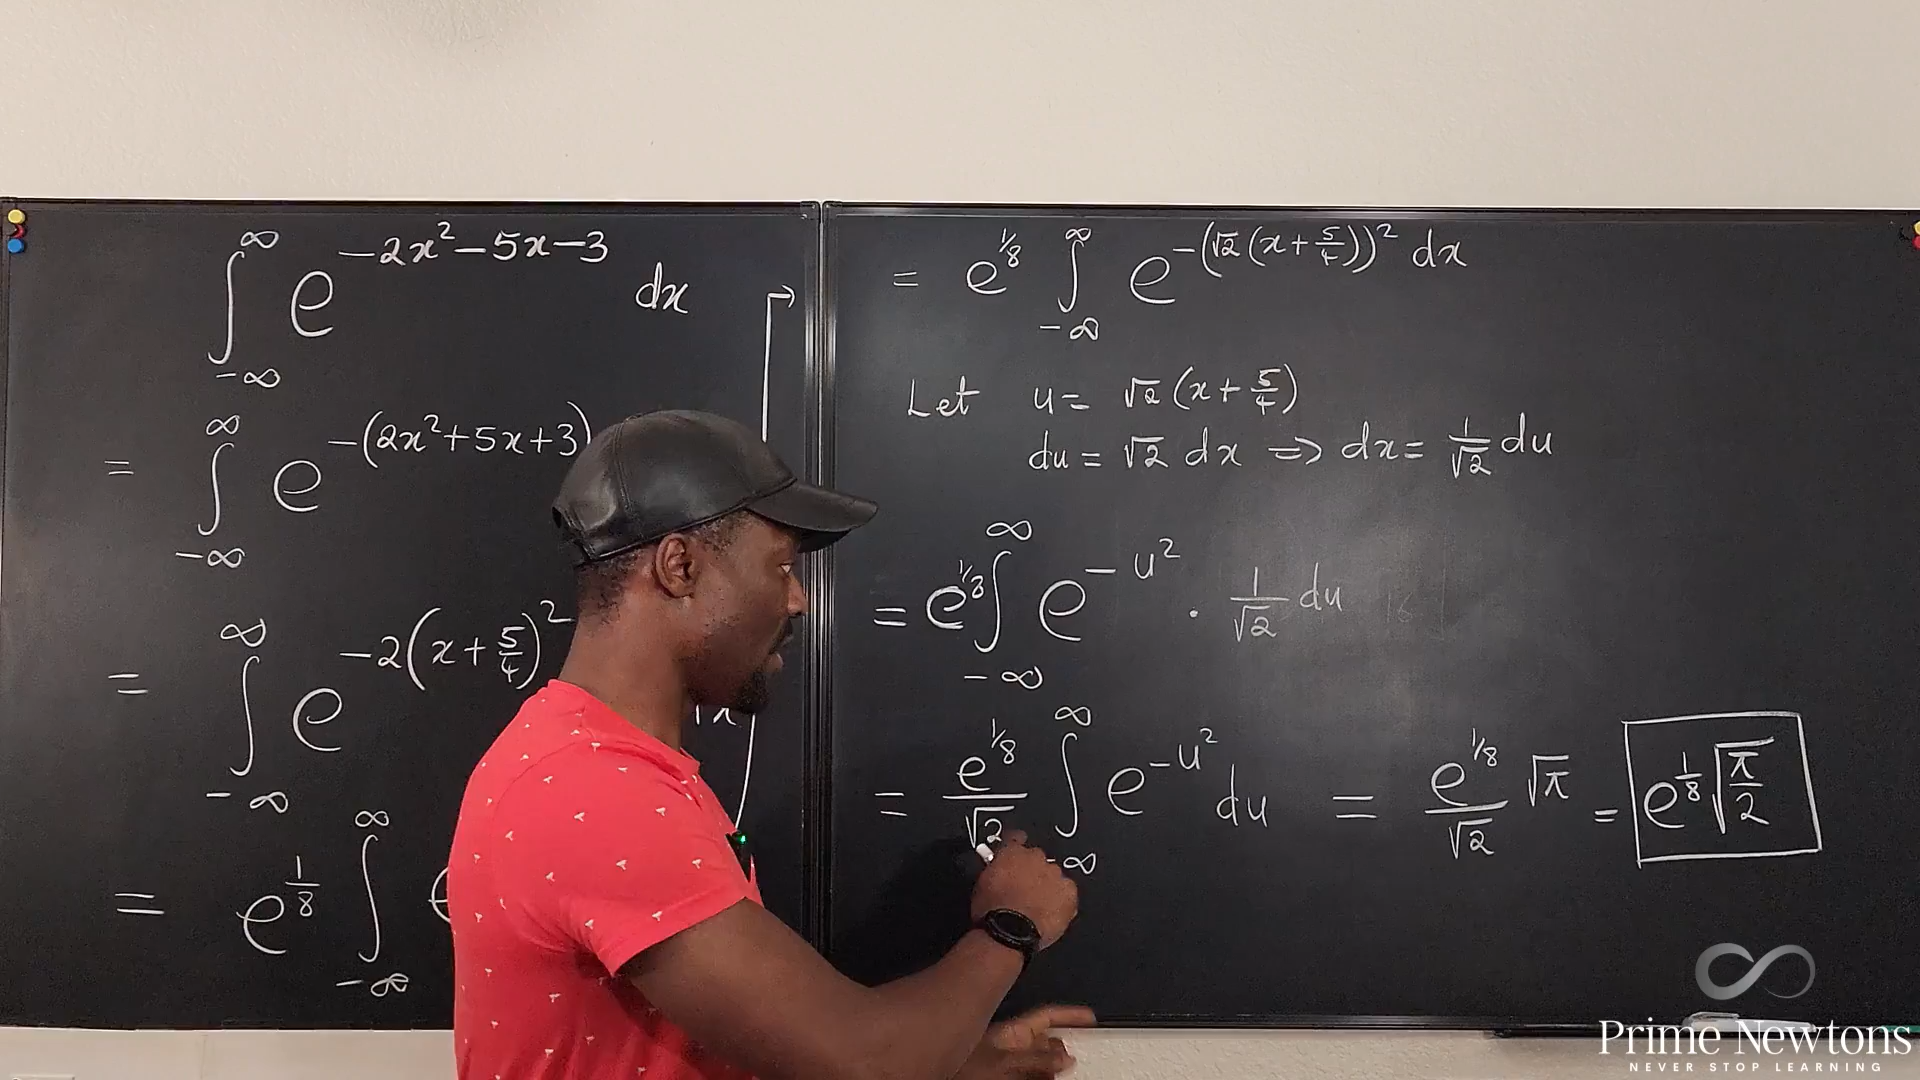 ∫_{-∞}^{∞} e^{-2x²-5x-3} dx
= ∫_{-∞}^{∞} e^{-(2x²+5x+3)}
= ∫_{-∞}^{∞} e^{-2(x+5/4)²}
= e^{1/8} ∫_{-∞}^{∞} e
= e^{1/8} ∫_{-∞}^{∞} e^{-(√2(x+5/4))²} dx
Let u = √2(x+5/4)
du = √2 dx ⇒ dx = 1/√2 du
= e^{1/8} ∫_{-∞}^{∞} e^{-u²} · 1/√2 du
= e^{1/8}/√2 ∫_{-∞}^{∞} e^{-u²} du = e^{1/8}/√2 √π = e^{1/8} √(π/2)
Prime Newtons
NEVER STOP LEARNING